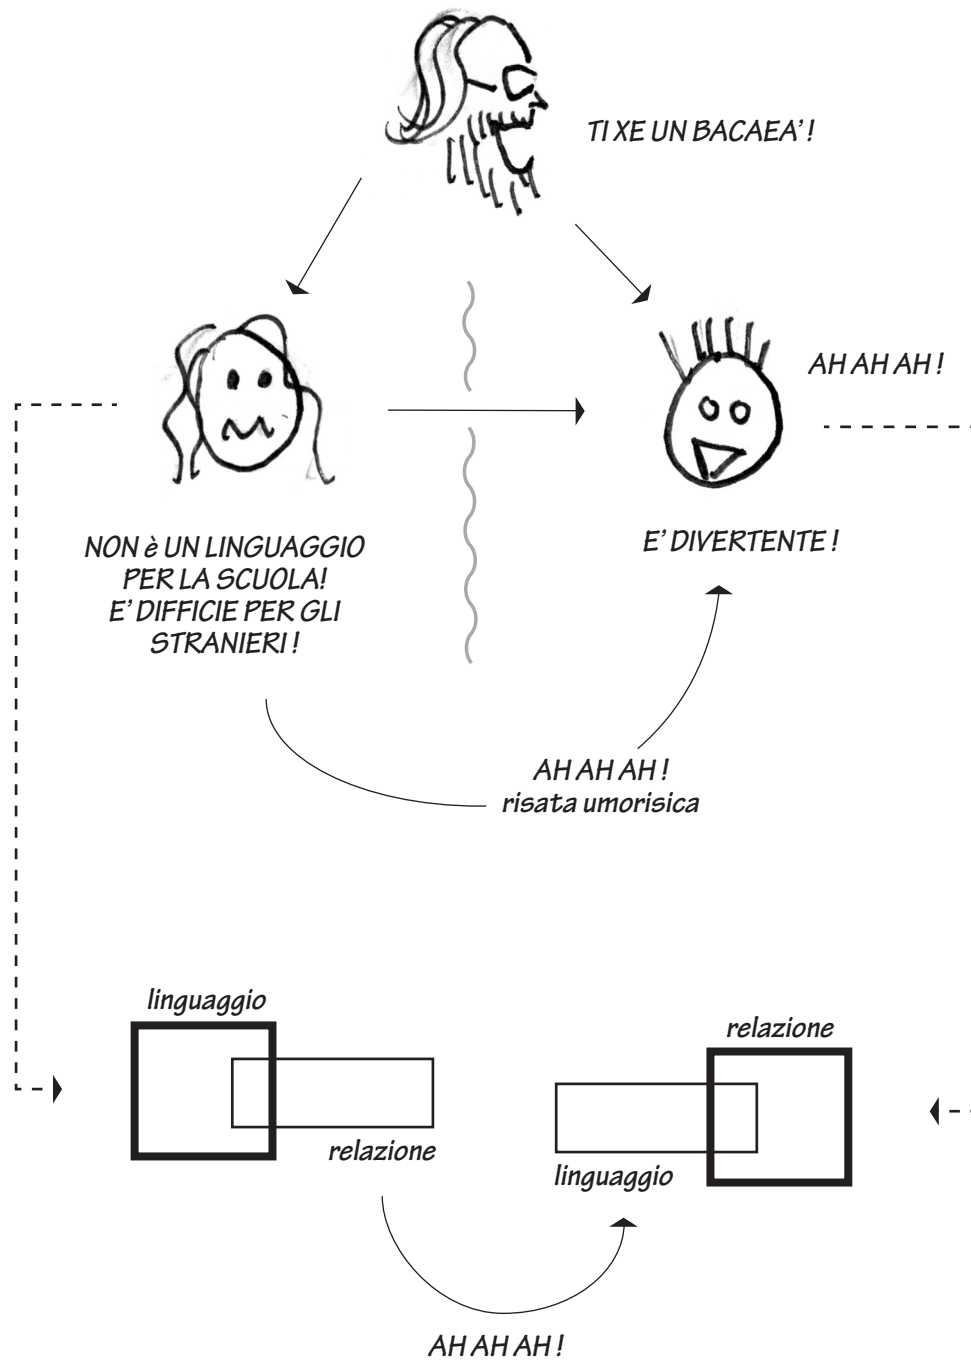 TI XE UN BACAEA' !
AH AH AH !
NON è UN LINGUAGGIO
PER LA SCUOLA!
E' DIFFICIE PER GLI
STRANIERI !
E' DIVERTENTE !
AH AH AH !
risata umorisica
linguaggio
relazione
relazione
linguaggio
AH AH AH !